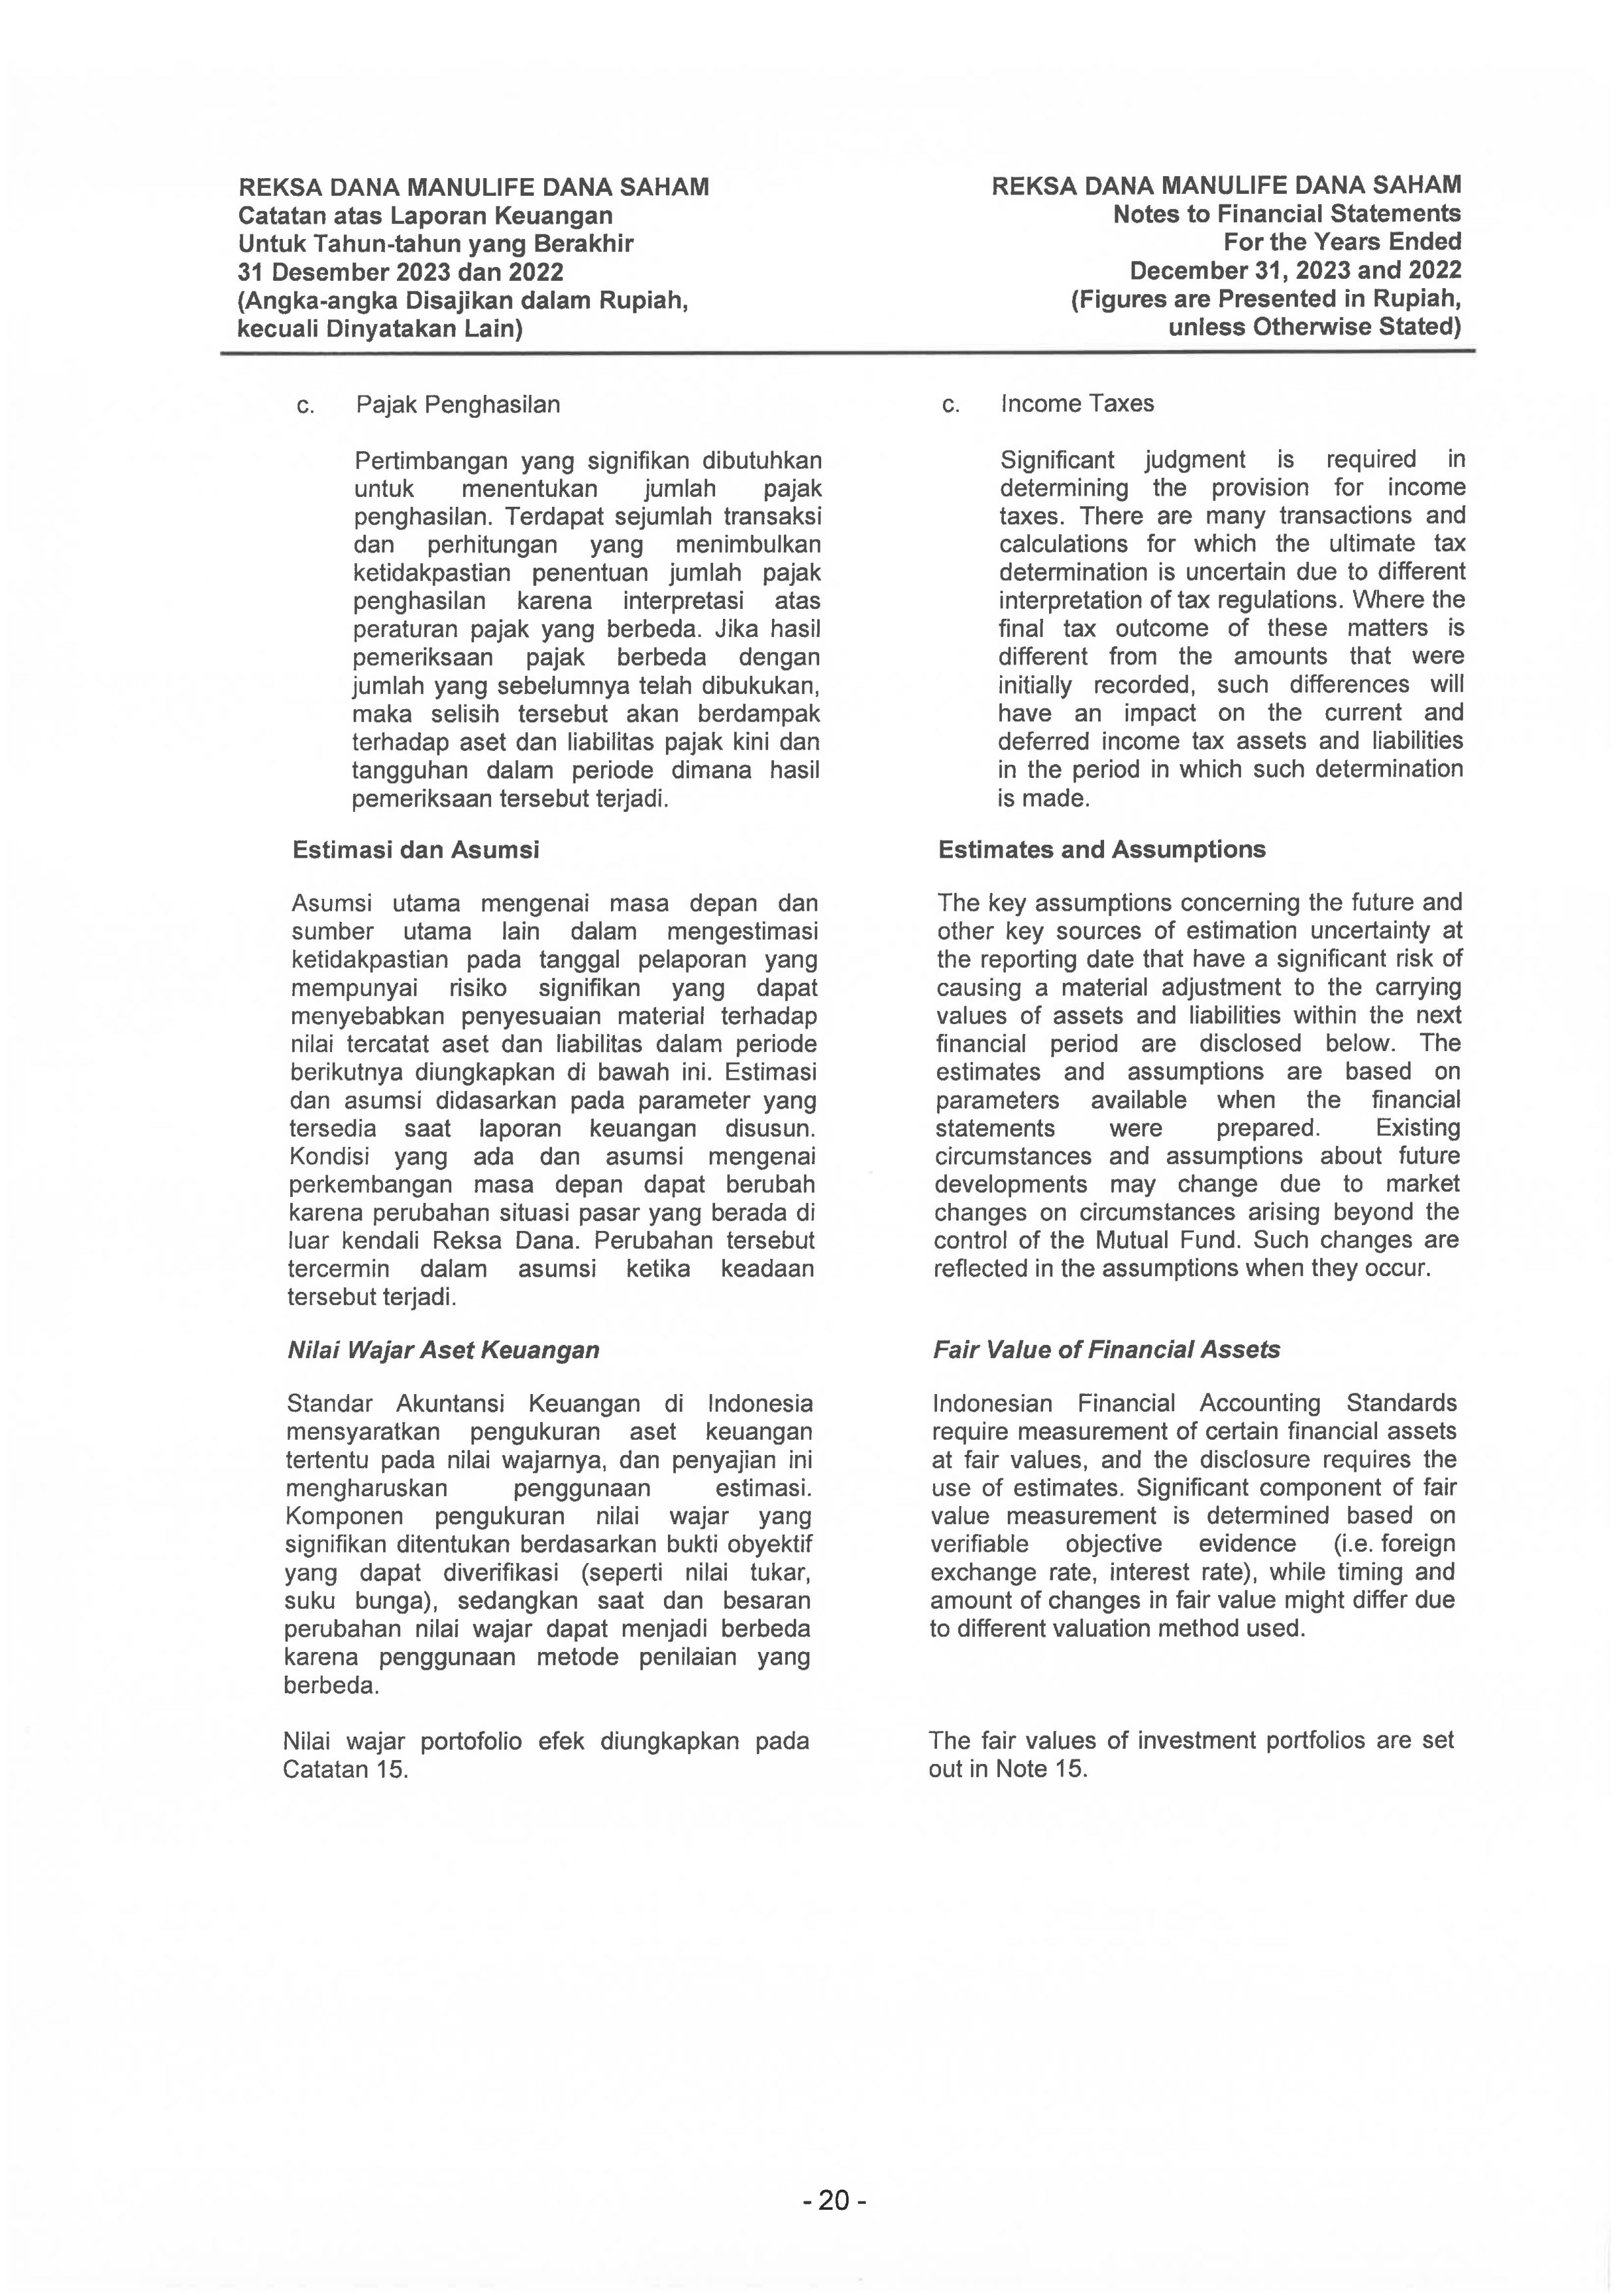 REKSA DANA MANULIFE DANA SAHAM
Catatan atas Laporan Keuangan
Untuk Tahun-tahun yang Berakhir
31 Desember 2023 dan 2022
(Angka-angka Disajikan dalam Rupiah,
kecuali Dinyatakan Lain)
REKSA DANA MANULIFE DANA SAHAM
Notes to Financial Statements
For the Years Ended
December 31, 2023 and 2022
(Figures are Presented in Rupiah,
unless Otherwise Stated)
c. Pajak Penghasilan
Pertimbangan yang signifikan dibutuhkan
untuk menentukan jumlah pajak
penghasilan. Terdapat sejumlah transaksi
dan perhitungan yang menimbulkan
ketidakpastian penentuan jumlah pajak
penghasilan karena interpretasi atas
peraturan pajak yang berbeda. Jika hasil
pemeriksaan pajak berbeda dengan
jumlah yang sebelumnya telah dibukukan,
maka selisih tersebut akan berdampak
terhadap aset dan liabilitas pajak kini dan
tangguhan dalam periode dimana hasil
pemeriksaan tersebut terjadi.
Estimasi dan Asumsi
Asumsi utama mengenai masa depan dan
sumber utama lain dalam mengestimasi
ketidakpastian pada tanggal pelaporan yang
mempunyai risiko signifikan yang dapat
menyebabkan penyesuaian material terhadap
nilai tercatat aset dan liabilitas dalam periode
berikutnya diungkapkan di bawah ini. Estimasi
dan asumsi didasarkan pada parameter yang
tersedia saat laporan keuangan disusun.
Kondisi yang ada dan asumsi mengenai
perkembangan masa depan dapat berubah
karena perubahan situasi pasar yang berada di
luar kendali Reksa Dana. Perubahan tersebut
tercermin dalam asumsi ketika keadaan
tersebut terjadi.
Nilai Wajar Aset Keuangan
Standar Akuntansi Keuangan di Indonesia
mensyaratkan pengukuran aset keuangan
tertentu pada nilai wajarnya, dan penyajian ini
mengharuskan penggunaan estimasi.
Komponen pengukuran nilai wajar yang
signifikan ditentukan berdasarkan bukti obyektif
yang dapat diverifikasi (seperti nilai tukar,
suku bunga), sedangkan saat dan besaran
perubahan nilai wajar dapat menjadi berbeda
karena penggunaan metode penilaian yang
berbeda.
Nilai wajar portofolio efek diungkapkan pada
Catatan 15.
c. Income Taxes
Significant judgment is required in
determining the provision for income
taxes. There are many transactions and
calculations for which the ultimate tax
determination is uncertain due to different
interpretation of tax regulations. Where the
final tax outcome of these matters is
different from the amounts that were
initially recorded, such differences will
have an impact on the current and
deferred income tax assets and liabilities
in the period in which such determination
is made.
Estimates and Assumptions
The key assumptions concerning the future and
other key sources of estimation uncertainty at
the reporting date that have a significant risk of
causing a material adjustment to the carrying
values of assets and liabilities within the next
financial period are disclosed below. The
estimates and assumptions are based on
parameters available when the financial
statements were prepared. Existing
circumstances and assumptions about future
developments may change due to market
changes on circumstances arising beyond the
control of the Mutual Fund. Such changes are
reflected in the assumptions when they occur.
Fair Value of Financial Assets
Indonesian Financial Accounting Standards
require measurement of certain financial assets
at fair values, and the disclosure requires the
use of estimates. Significant component of fair
value measurement is determined based on
verifiable objective evidence (i.e. foreign
exchange rate, interest rate), while timing and
amount of changes in fair value might differ due
to different valuation method used.
The fair values of investment portfolios are set
out in Note 15.
- 20 -